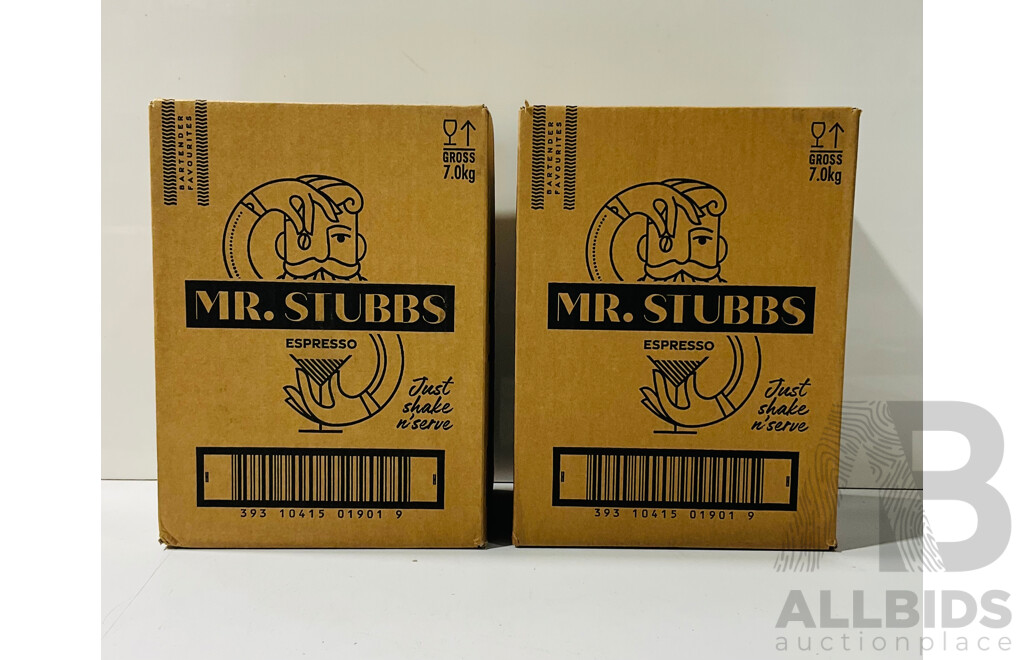 BARTENDER
FAVOURITES
GROSS
7.0kg
MR. STUBBS
ESPRESSO
Just
shake
n'serve
393 10415 01901 9
BARTENDER
FAVOURITES
GROSS
7.0kg
MR. STUBBS
ESPRESSO
Just
shake
n'serve
393 10415 01901 9
AB
ALLBIDS
auctionplace